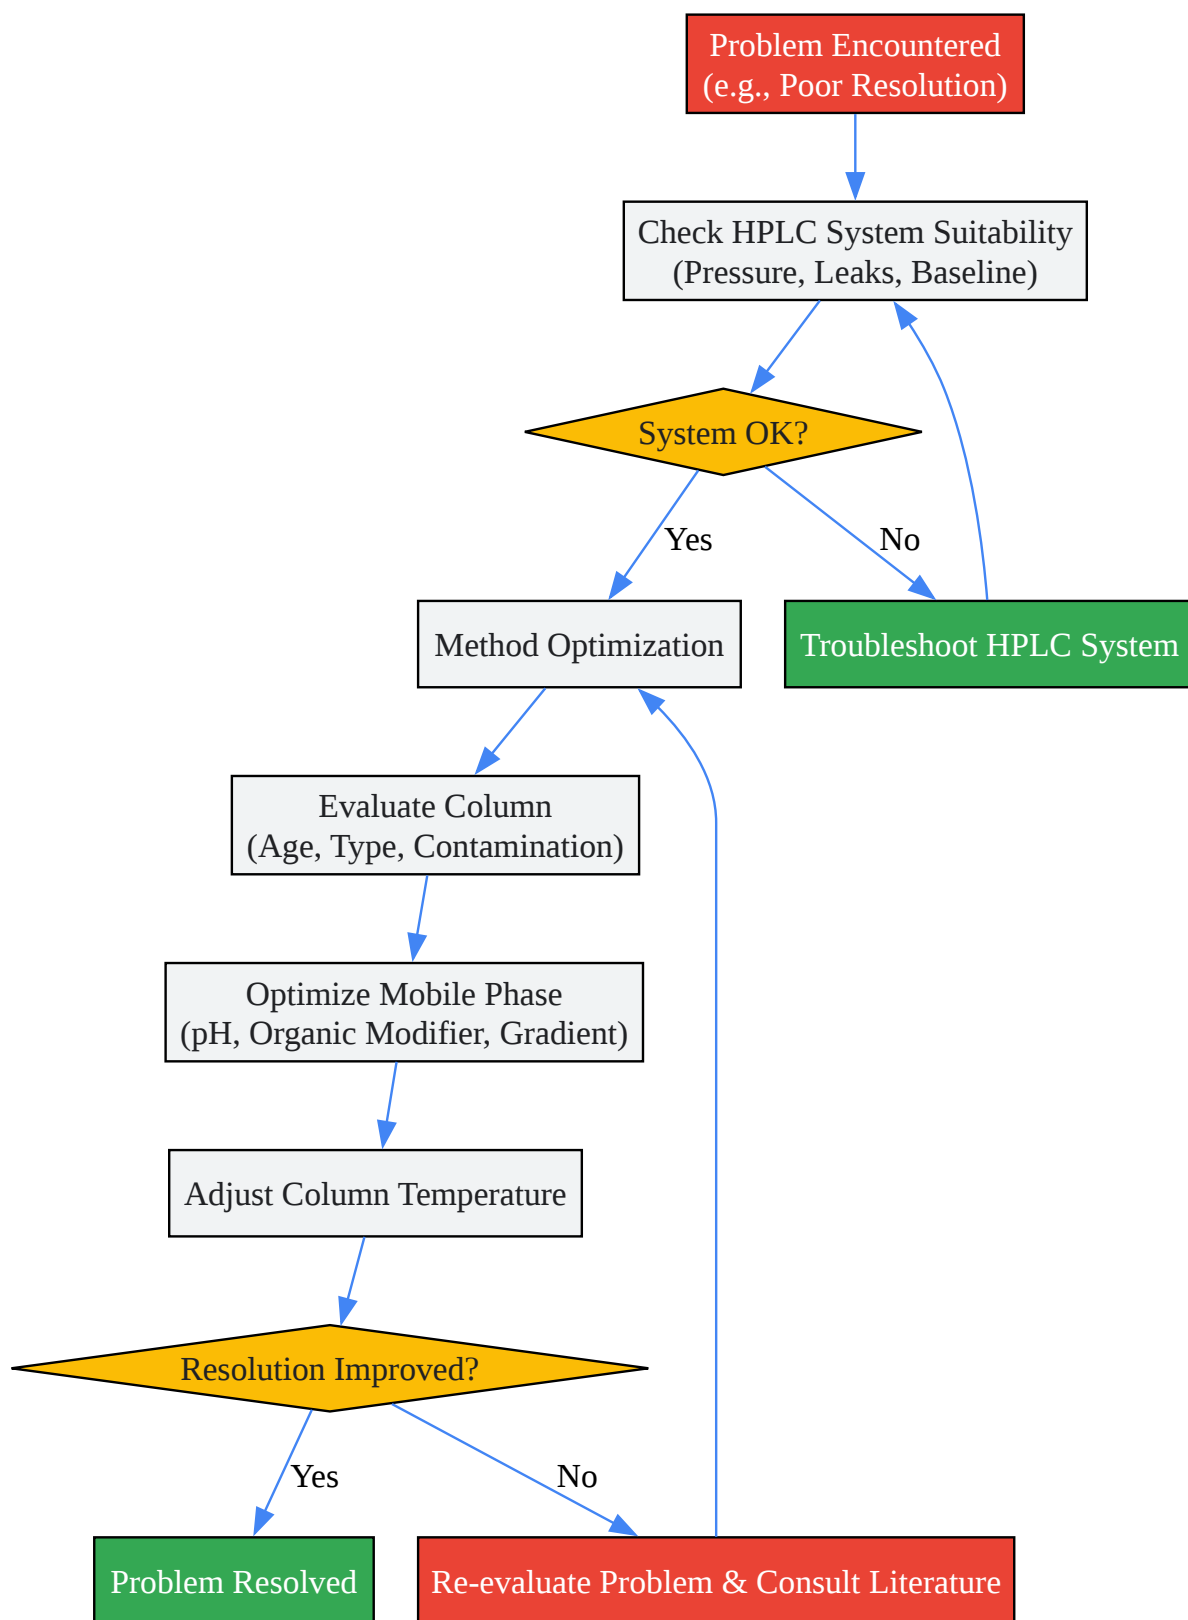 Problem Encountered
(e.g., Poor Resolution)
Check HPLC System Suitability
(Pressure, Leaks, Baseline)
System OK?
Yes
No
Method Optimization
Troubleshoot HPLC System
Evaluate Column
(Age, Type, Contamination)
Optimize Mobile Phase
(pH, Organic Modifier, Gradient)
Adjust Column Temperature
Resolution Improved?
Yes
No
Problem Resolved
Re-evaluate Problem & Consult Literature